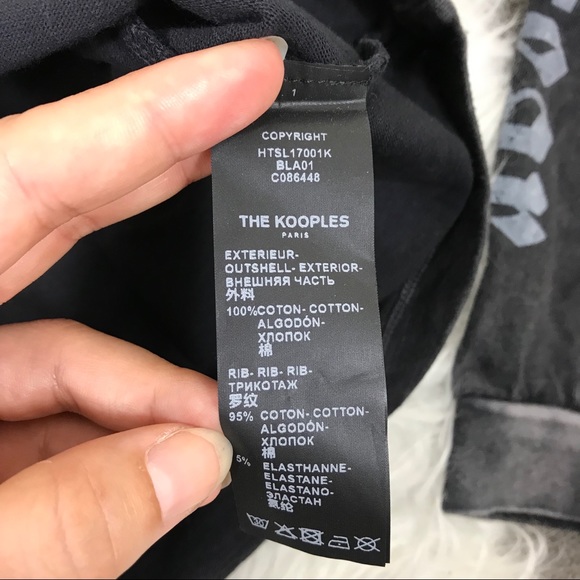 1
COPYRIGHT
HTSL17001K
BLA01
C086448
THE KOOPLES
PARIS
EXTERIEUR-
OUTSHELL- EXTERIOR-
ВНЕШНЯЯ ЧАСТЬ
外料
100%COTON- COTTON-
ALGODÓN-
ХЛОПОК
棉
RIB- RIB- RIB-
ТРИКОТАЖ
罗纹
95% COTON- COTTON-
ALGODÓN-
ХЛОПОК
棉
5% ELASTHANNE-
ELASTANE-
ELASTANO-
ЭЛАСТАН
氨纶